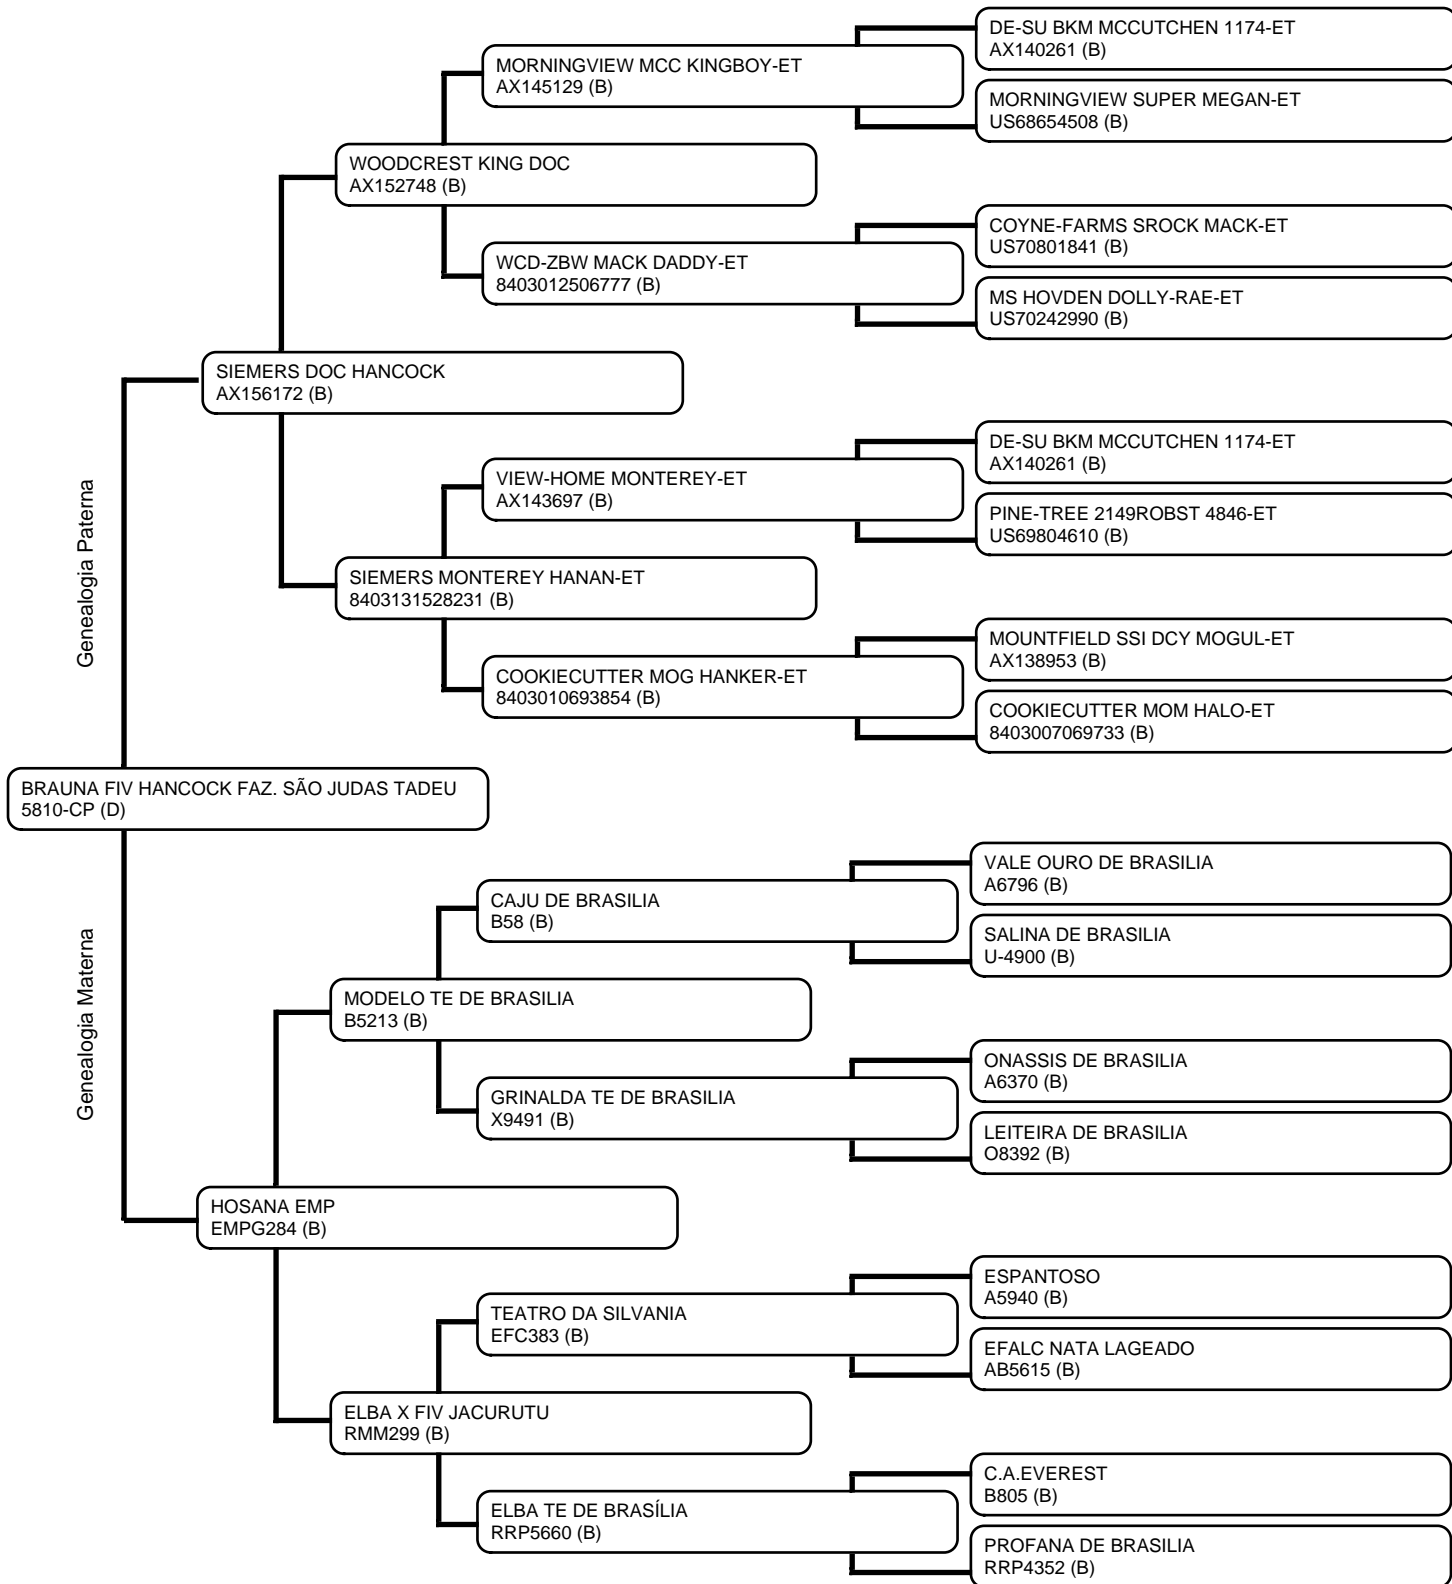 DE-SU BKM MCCUTCHEN 1174-ET
AX140261 (B)
MORNINGVIEW MCC KINGBOY-ET
AX145129 (B)
MORNINGVIEW SUPER MEGAN-ET
US68654508 (B)
WOODCREST KING DOC
AX152748 (B)
COYNE-FARMS SROCK MACK-ET
US70801841 (B)
WCD-ZBW MACK DADDY-ET
8403012506777 (B)
MS HOVDEN DOLLY-RAE-ET
US70242990 (B)
SIEMERS DOC HANCOCK
AX156172 (B)
DE-SU BKM MCCUTCHEN 1174-ET
AX140261 (B)
VIEW-HOME MONTEREY-ET
AX143697 (B)
PINE-TREE 2149ROBST 4846-ET
US69804610 (B)
Genealogia Paterna
SIEMERS MONTEREY HANAN-ET
8403131528231 (B)
MOUNTFIELD SSI DCY MOGUL-ET
AX138953 (B)
COOKIECUTTER MOG HANKER-ET
8403010693854 (B)
COOKIECUTTER MOM HALO-ET
8403007069733 (B)
BRAUNA FIV HANCOCK FAZ. SÃO JUDAS TADEU
5810-CP (D)
VALE OURO DE BRASILIA
A6796 (B)
CAJU DE BRASILIA
B58 (B)
SALINA DE BRASILIA
U-4900 (B)
Genealogia Materna
MODELO TE DE BRASILIA
B5213 (B)
ONASSIS DE BRASILIA
A6370 (B)
GRINALDA TE DE BRASILIA
X9491 (B)
LEITEIRA DE BRASILIA
O8392 (B)
HOSANA EMP
EMPG284 (B)
ESPANTOSO
A5940 (B)
TEATRO DA SILVANIA
EFC383 (B)
EFALC NATA LAGEADO
AB5615 (B)
ELBA X FIV JACURUTU
RMM299 (B)
C.A.EVEREST
B805 (B)
ELBA TE DE BRASÍLIA
RRP5660 (B)
PROFANA DE BRASILIA
RRP4352 (B)